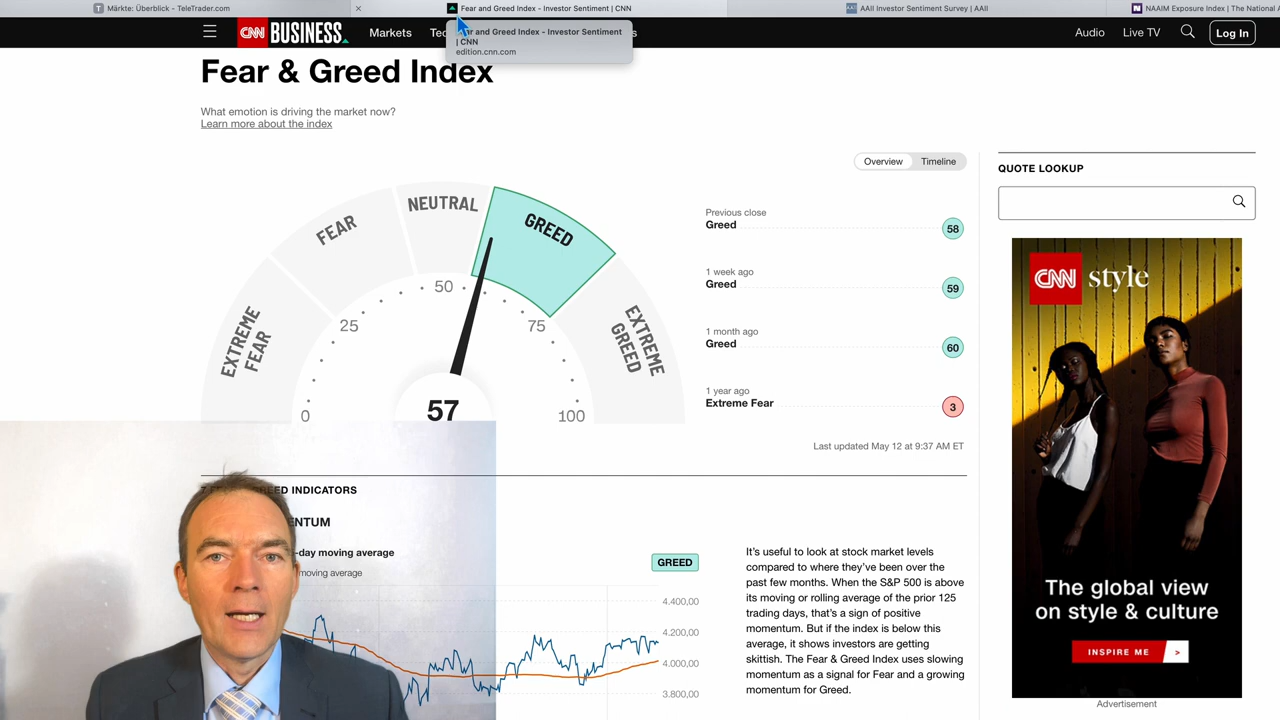 Märkte: Überblick - TeleTrader.com
Fear and Greed Index - Investor Sentiment | CNN
AAII Investor Sentiment Survey | AAII
NAAIM Exposure Index | The National A
CNN BUSINESS
Markets
Audio
Live TV
Log In
and Greed Index - Investor Sentiment
| CNN
edition.cnn.com
Fear & Greed Index
What emotion is driving the market now?
Learn more about the index
Overview
Timeline
EXTREME FEAR
FEAR
NEUTRAL
GREED
EXTREME GREED
0
25
50
75
100
57
Previous close
Greed
58
1 week ago
Greed
59
1 month ago
Greed
60
1 year ago
Extreme Fear
3
Last updated May 12 at 9:37 AM ET
QUOTE LOOKUP
CNN style
The global view
on style & culture
INSPIRE ME >
Advertisement
INDICATORS
-day moving average
moving average
GREED
4.400,00
4.200,00
4.000,00
3.800,00
It's useful to look at stock market levels
compared to where they've been over the
past few months. When the S&P 500 is above
its moving or rolling average of the prior 125
trading days, that's a sign of positive
momentum. But if the index is below this
average, it shows investors are getting
skittish. The Fear & Greed Index uses slowing
momentum as a signal for Fear and a growing
momentum for Greed.